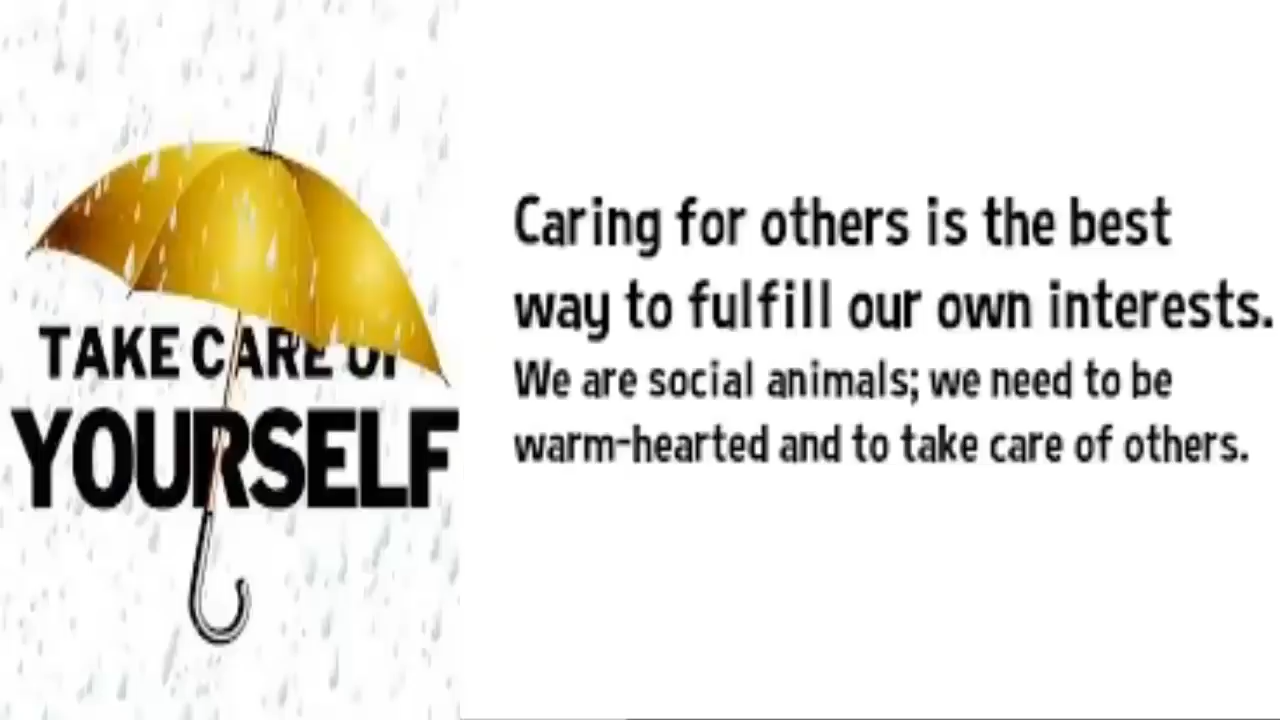 TAKE CARE OF
YOURSELF
Caring for others is the best
way to fulfill our own interests.
We are social animals; we need to be
warm-hearted and to take care of others.